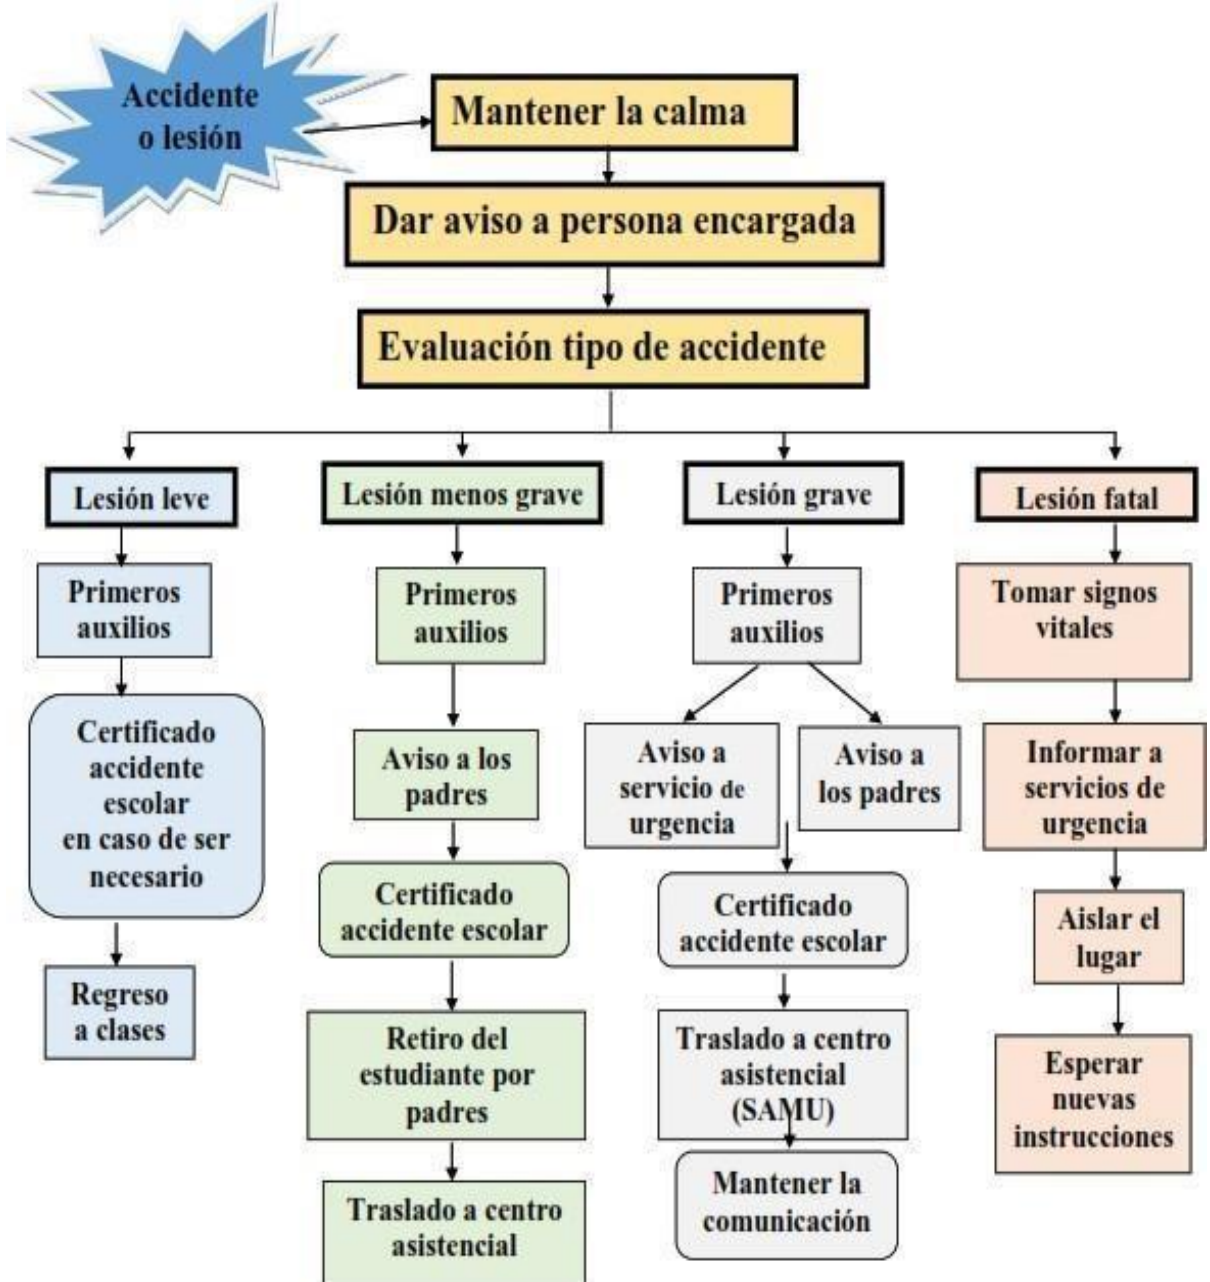 Accidente
o lesión
Mantener la calma
Dar aviso a persona encargada
Evaluación tipo de accidente
Lesión leve
Primeros
auxilios
Certificado
accidente
escolar
en caso de ser
necesario
Regreso
a clases
Lesión menos grave
Primeros
auxilios
Aviso a los
padres
Certificado
accidente escolar
Retiro del
estudiante por
padres
Traslado a centro
asistencial
Lesión grave
Primeros
auxilios
Aviso a
servicio de
urgencia
Aviso a
los padres
Certificado
accidente escolar
Traslado a centro
asistencial
(SAMU)
Mantener la
comunicación
Lesión fatal
Tomar signos
vitales
Informar a
servicios de
urgencia
Aislar el
lugar
Esperar
nuevas
instrucciones